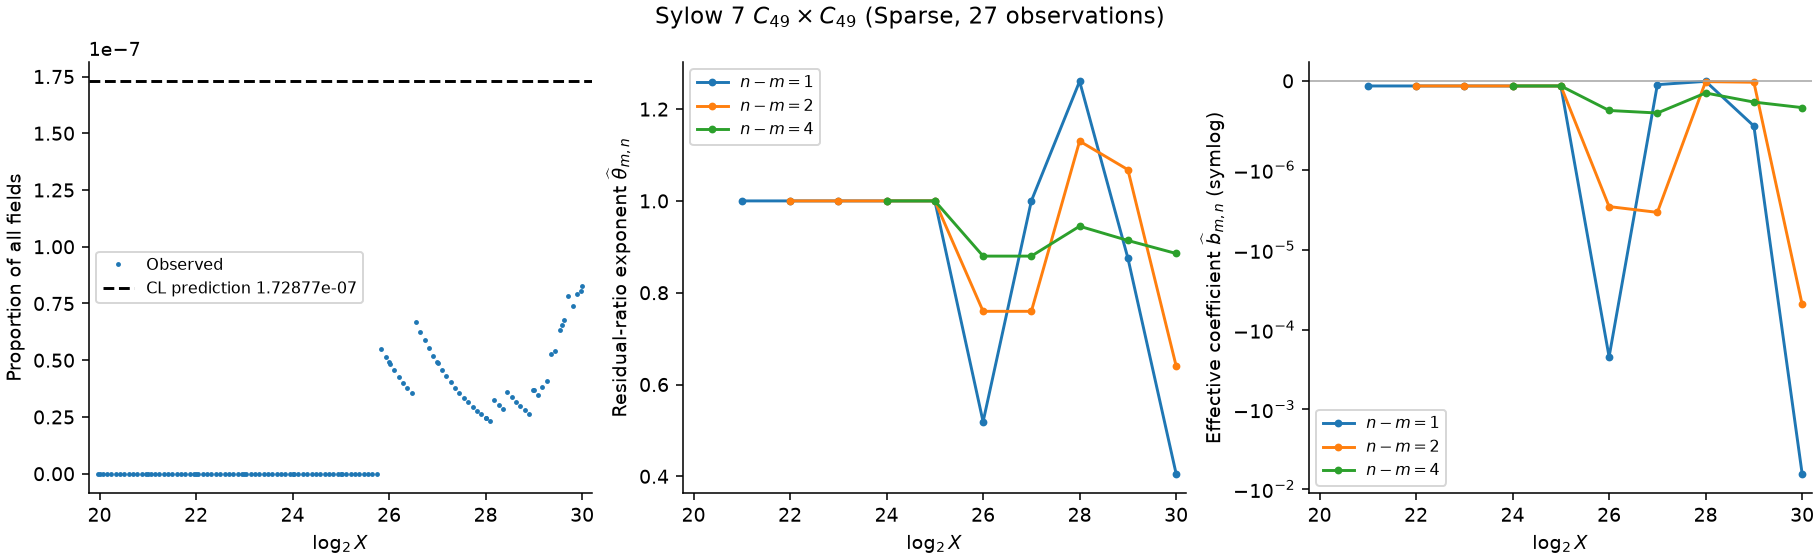 Sylow 7 C₄₉ × C₄₉ (Sparse, 27 observations)
1e−7
Proportion of all fields
1.75
1.50
1.25
1.00
0.75
0.50
0.25
0.00
Observed
CL prediction 1.72877e-07
20 22 24 26 28 30
log₂ X
Residual-ratio exponent θ̂ₘ,ₙ
1.2
1.0
0.8
0.6
0.4
n − m = 1
n − m = 2
n − m = 4
20 22 24 26 28 30
log₂ X
Effective coefficient b̂ₘ,ₙ (symlog)
0
−10⁻⁶
−10⁻⁵
−10⁻⁴
−10⁻³
−10⁻²
n − m = 1
n − m = 2
n − m = 4
20 22 24 26 28 30
log₂ X